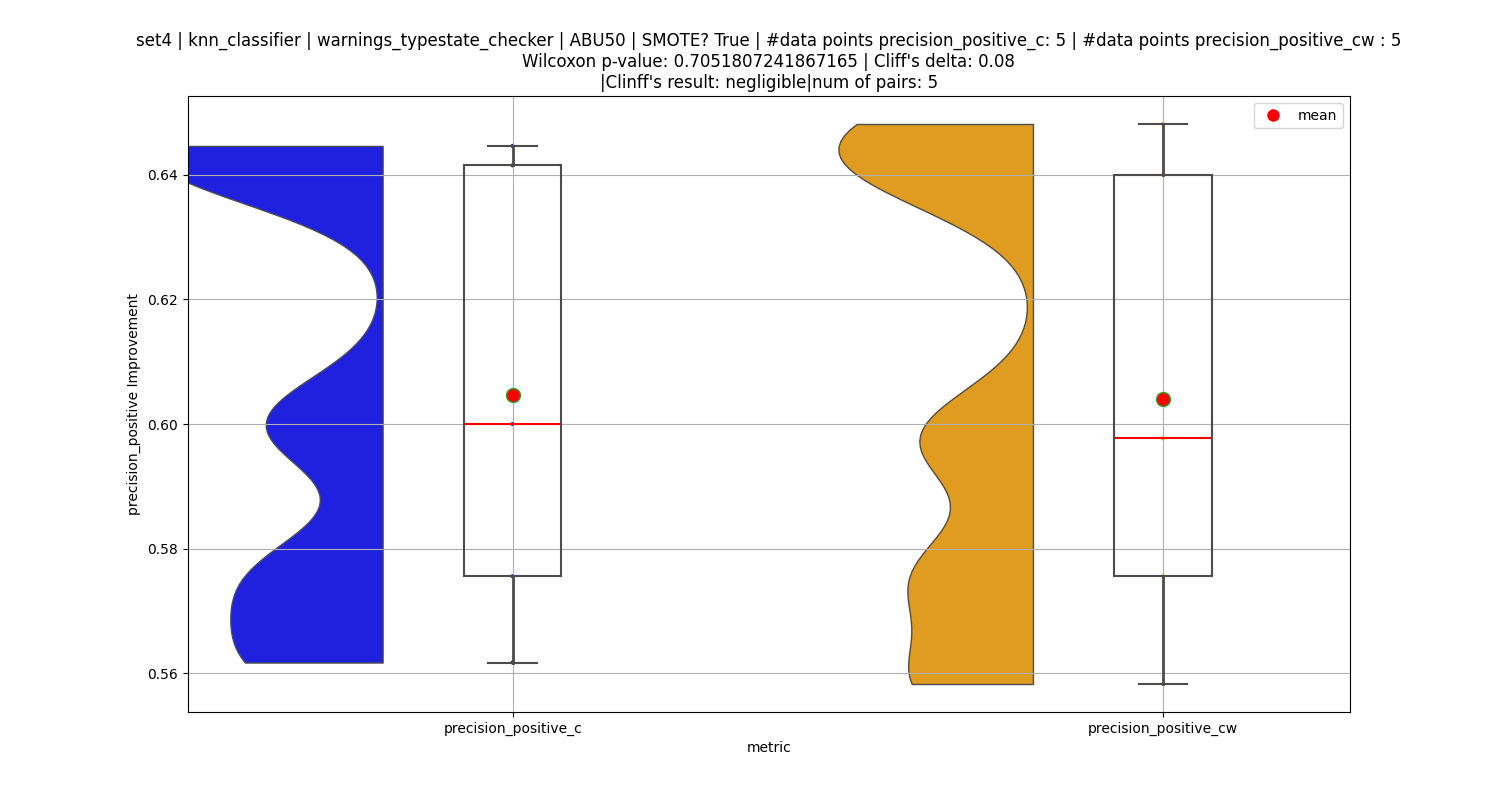 set4 | knn_classifier | warnings_typestate_checker | ABU50 | SMOTE? True | #data points precision_positive_c: 5 | #data points precision_positive_cw : 5
Wilcoxon p-value: 0.7051807241867165 | Cliff's delta: 0.08
|Clinff's result: negligible|num of pairs: 5
mean
0.64
0.62
0.60
0.58
0.56
precision_positive Improvement
precision_positive_c
precision_positive_cw
metric